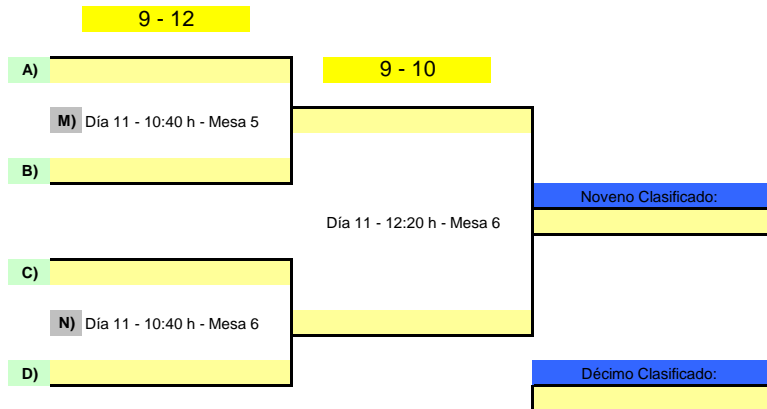 9 - 12
A)
9 - 10
M) Día 11 - 10:40 h - Mesa 5
B)
Noveno Clasificado:
Día 11 - 12:20 h - Mesa 6
C)
N) Día 11 - 10:40 h - Mesa 6
D)
Décimo Clasificado: